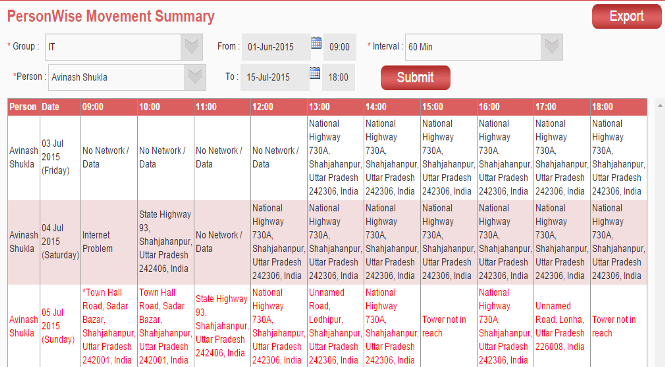 PersonWise Movement Summary
Export
* Group : IT
From : 01-Jun-2015 09:00
* Interval : 60 Min
*Person : Avinash Shukla
To : 15-Jul-2015 18:00
Submit
Person Date 09:00 10:00 11:00 12:00 13:00 14:00 15:00 16:00 17:00 18:00
Avinash
Shukla
03 Jul
2015
(Friday)
No Network /
Data
No Network /
Data
No Network /
Data
No Network /
Data
National
Highway
730A,
Shahjahanpur,
Uttar Pradesh
242306, India
National
Highway
730A,
Shahjahanpur,
Uttar Pradesh
242306, India
National
Highway
730A,
Shahjahanpur,
Uttar Pradesh
242306, India
National
Highway
730A,
Shahjahanpur,
Uttar Pradesh
242306, India
National
Highway
730A,
Shahjahanpur,
Uttar Pradesh
242306, India
National
Highway
730A,
Shahjahanpur,
Uttar Pradesh
242306, India
Avinash
Shukla
04 Jul
2015
(Saturday)
Internet
Problem
State Highway
93,
Shahjahanpur,
Uttar Pradesh
242406, India
No Network /
Data
National
Highway
730A,
Shahjahanpur,
Uttar Pradesh
242306, India
National
Highway
730A,
Shahjahanpur,
Uttar Pradesh
242306, India
National
Highway
730A,
Shahjahanpur,
Uttar Pradesh
242306, India
National
Highway
730A,
Shahjahanpur,
Uttar Pradesh
242306, India
National
Highway
730A,
Shahjahanpur,
Uttar Pradesh
242306, India
National
Highway
730A,
Shahjahanpur,
Uttar Pradesh
242306, India
National
Highway
730A,
Shahjahanpur,
Uttar Pradesh
242306, India
Avinash
Shukla
05 Jul
2015
(Sunday)
*Town Hall
Road, Sadar
Bazar,
Shahjahanpur,
Uttar Pradesh
242001, India
Town Hall
Road, Sadar
Bazar,
Shahjahanpur,
Uttar Pradesh
242001, India
State Highway
93,
Shahjahanpur,
Uttar Pradesh
242406, India
National
Highway
730A,
Shahjahanpur,
Uttar Pradesh
242306, India
Unnamed
Road,
Lodhipur,
Shahjahanpur,
Uttar Pradesh
242306, India
National
Highway
730A,
Shahjahanpur,
Uttar Pradesh
242306, India
Tower not in
reach
National
Highway
730A,
Shahjahanpur,
Uttar Pradesh
242306, India
Unnamed
Road, Lonha,
Uttar Pradesh
226008, India
Tower not in
reach